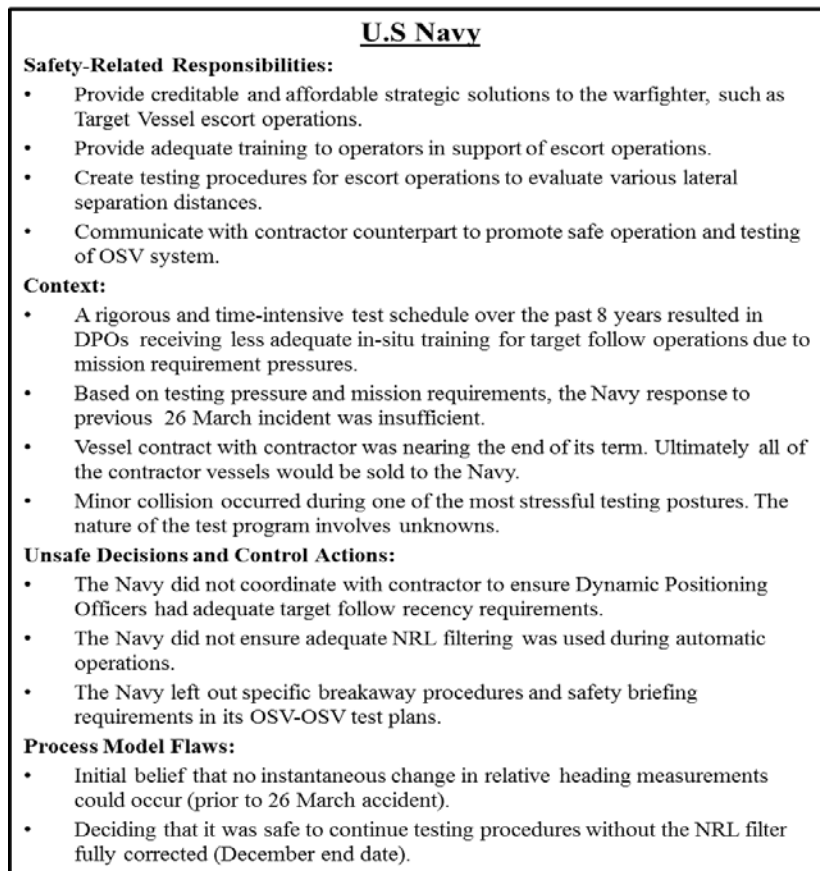 U.S Navy
Safety-Related Responsibilities:
• Provide creditable and affordable strategic solutions to the warfighter, such as
Target Vessel escort operations.
• Provide adequate training to operators in support of escort operations.
• Create testing procedures for escort operations to evaluate various lateral
separation distances.
• Communicate with contractor counterpart to promote safe operation and testing
of OSV system.
Context:
• A rigorous and time-intensive test schedule over the past 8 years resulted in
DPOs receiving less adequate in-situ training for target follow operations due to
mission requirement pressures.
• Based on testing pressure and mission requirements, the Navy response to
previous 26 March incident was insufficient.
• Vessel contract with contractor was nearing the end of its term. Ultimately all of
the contractor vessels would be sold to the Navy.
• Minor collision occurred during one of the most stressful testing postures. The
nature of the test program involves unknowns.
Unsafe Decisions and Control Actions:
• The Navy did not coordinate with contractor to ensure Dynamic Positioning
Officers had adequate target follow recency requirements.
• The Navy did not ensure adequate NRL filtering was used during automatic
operations.
• The Navy left out specific breakaway procedures and safety briefing
requirements in its OSV-OSV test plans.
Process Model Flaws:
• Initial belief that no instantaneous change in relative heading measurements
could occur (prior to 26 March accident).
• Deciding that it was safe to continue testing procedures without the NRL filter
fully corrected (December end date).